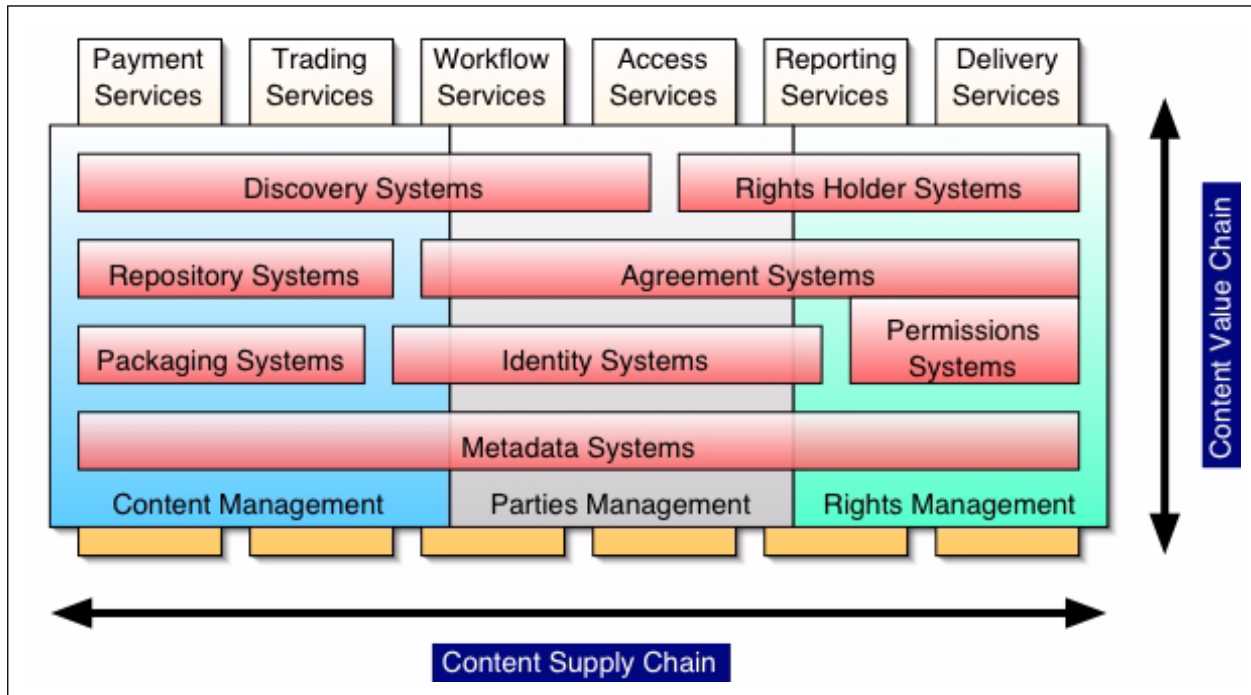 Payment
Services
Trading
Services
Workflow
Services
Access
Services
Reporting
Services
Delivery
Services
Discovery Systems
Rights Holder Systems
Repository Systems
Agreement Systems
Packaging Systems
Identity Systems
Permissions
Systems
Metadata Systems
Content Management
Parties Management
Rights Management
Content Value Chain
Content Supply Chain